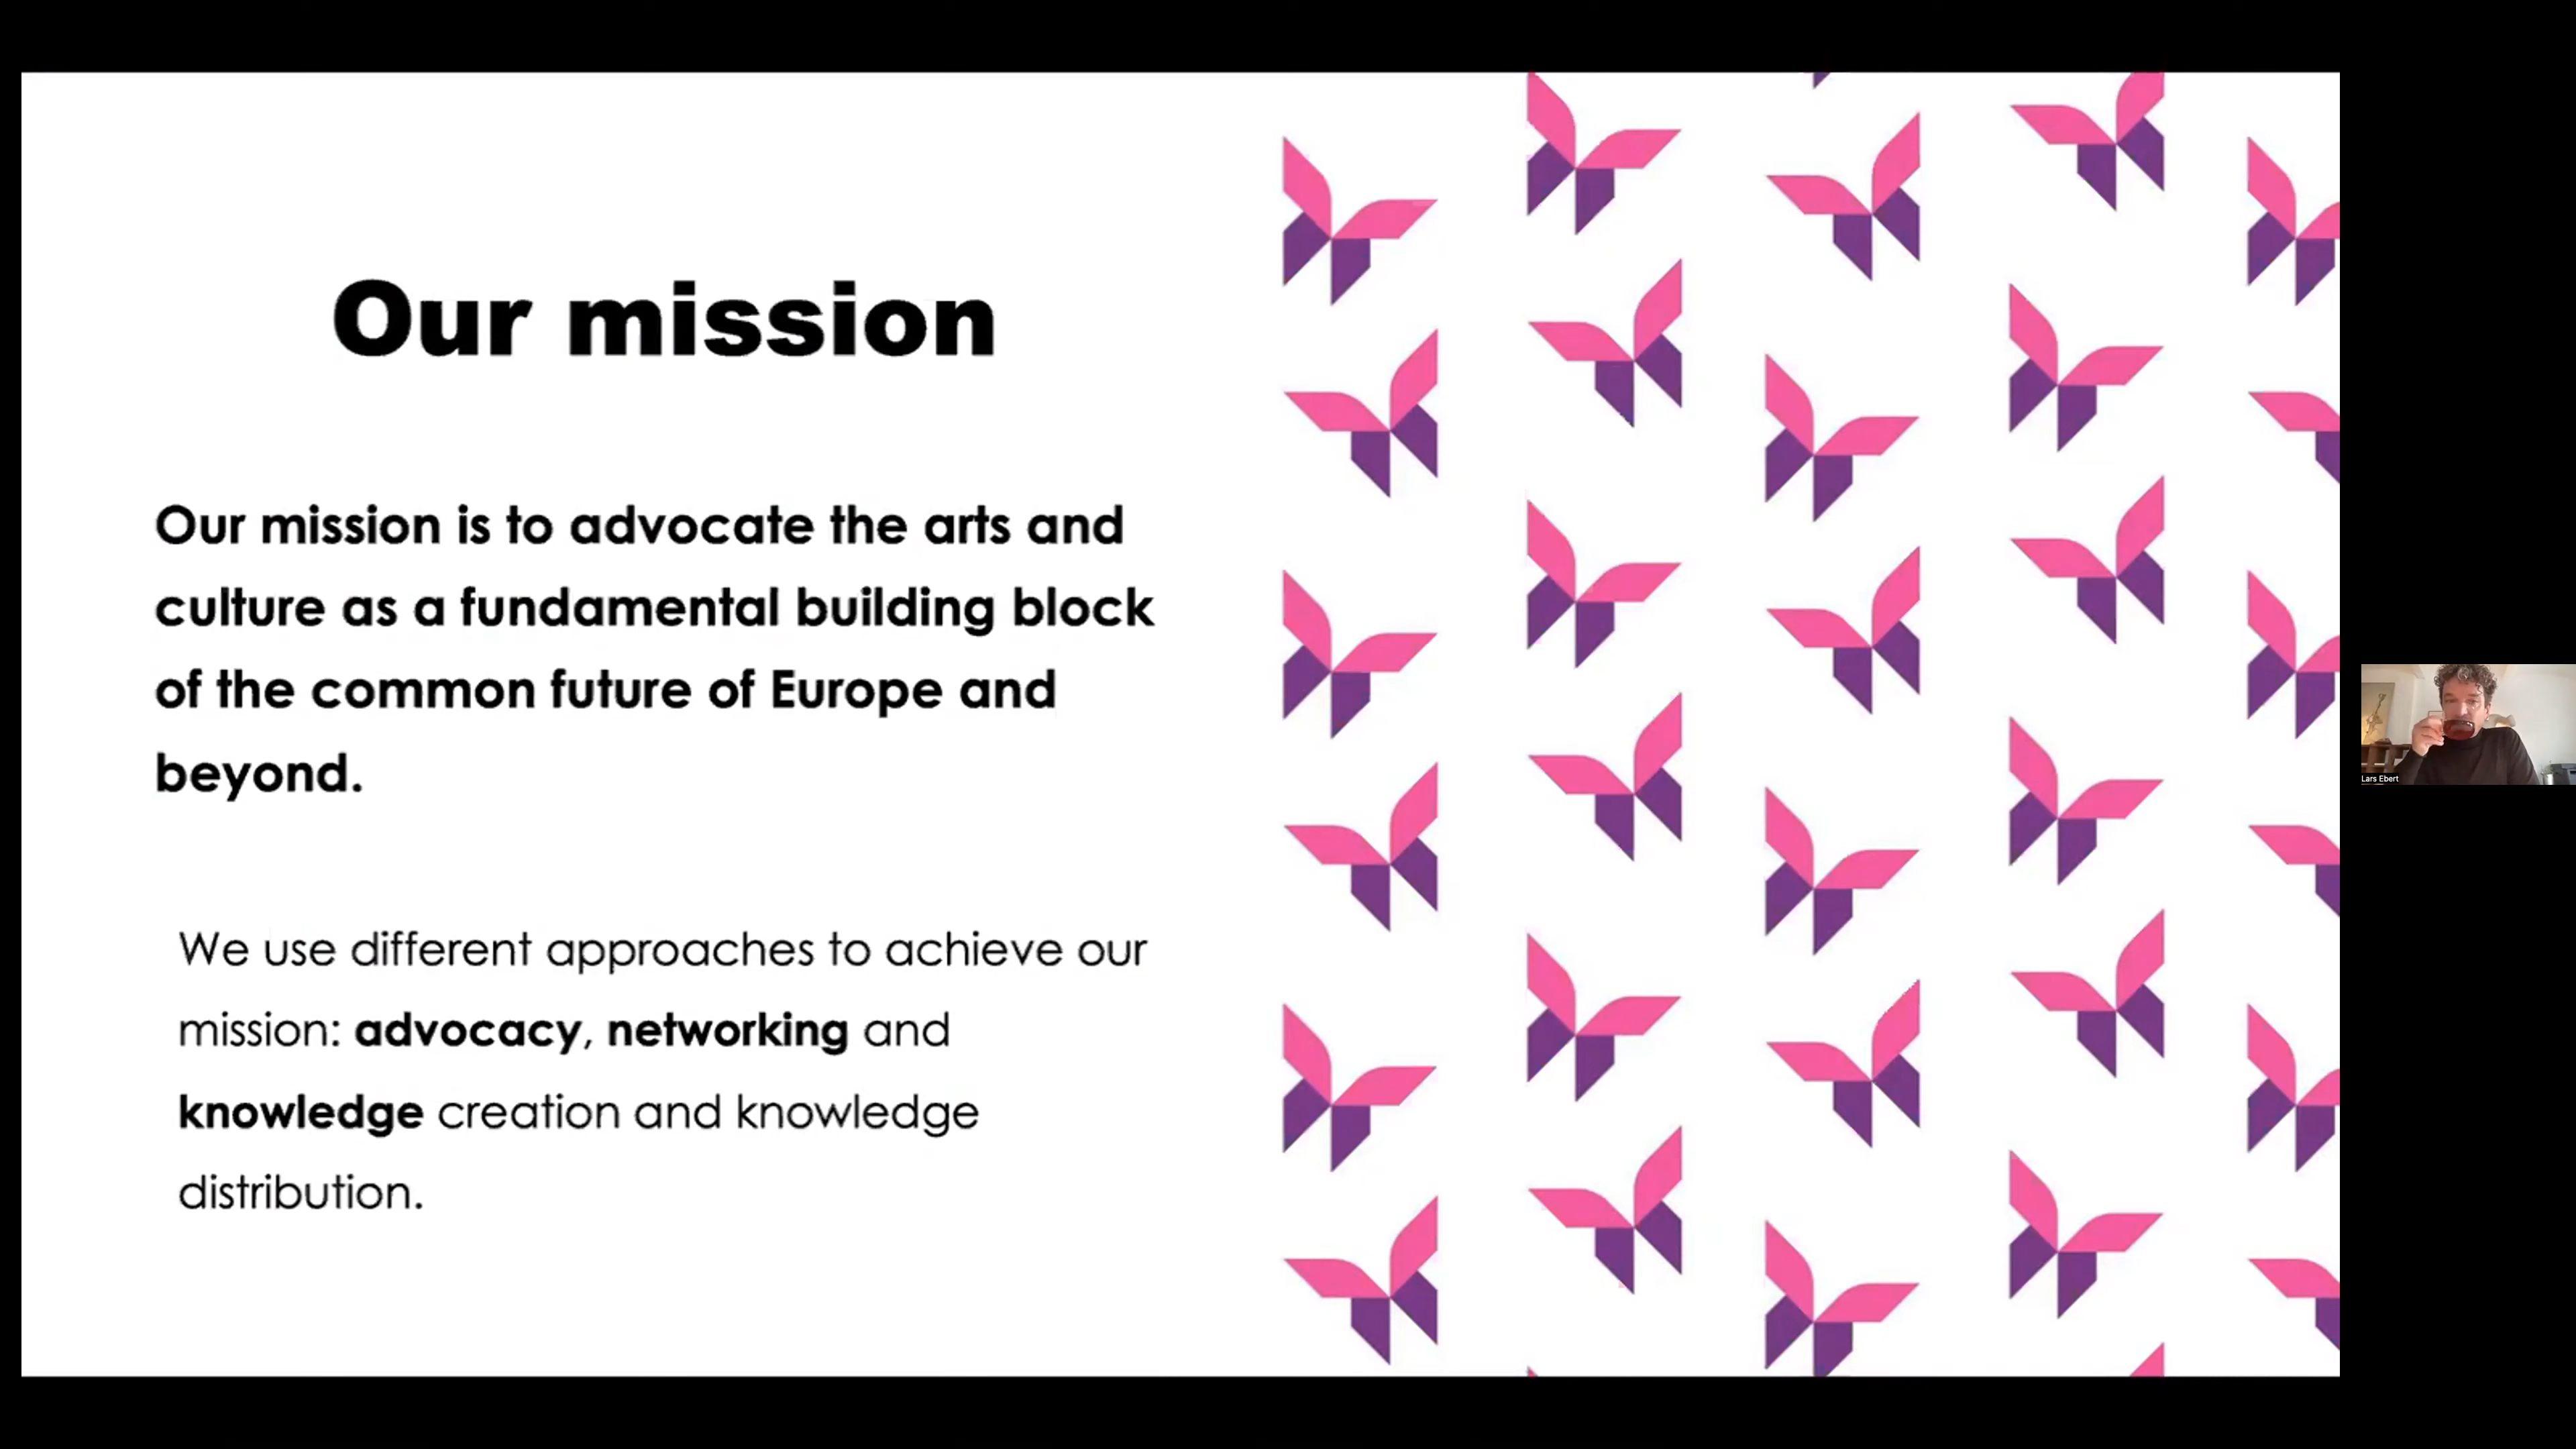 Our mission
Our mission is to advocate the arts and
culture as a fundamental building block
of the common future of Europe and
beyond.
We use different approaches to achieve our
mission: advocacy, networking and
knowledge creation and knowledge
distribution.
Lars Ebert